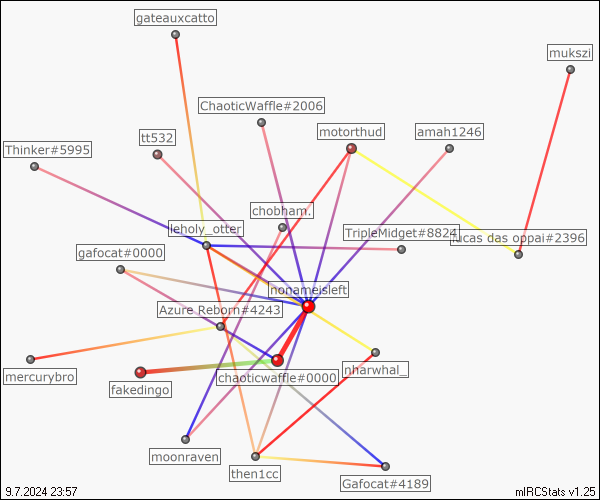 gateauxcatto
mukszi
ChaoticWaffle#2006
motorthud
amah1246
tt532
Thinker#5995
chobham.
leholy_otter
TripleMidget#8824
lucas das oppai#2396
gafocat#0000
nonameisleft
Azure Reborn#4243
nharwhal_
mercurybro
chaoticwaffle#0000
fakedingo
moonraven
then1cc
Gafocat#4189
9.7.2024 23:57
mIRCStats v1.25